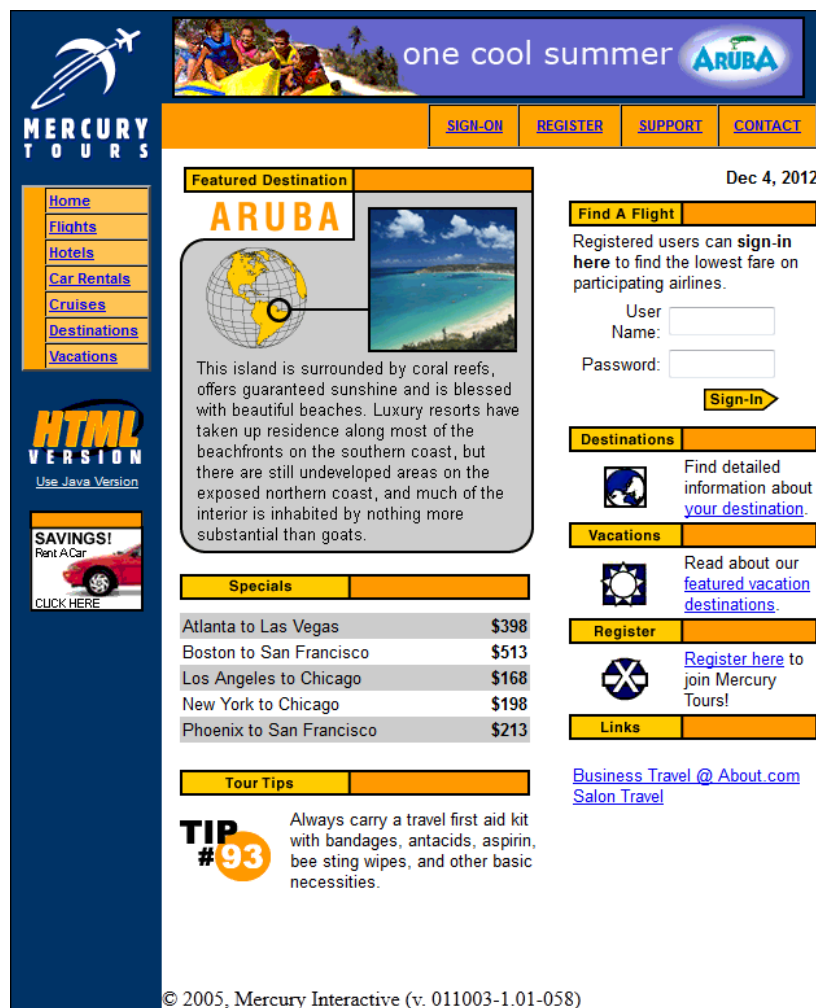 one cool summer ARUBA
MERCURY
TOURS
SIGN-ON REGISTER SUPPORT CONTACT
Home
Flights
Hotels
Car Rentals
Cruises
Destinations
Vacations
HTML
VERSION
Use Java Version
SAVINGS!
Rent A Car
CLICK HERE
Featured Destination
ARUBA
This island is surrounded by coral reefs,
offers guaranteed sunshine and is blessed
with beautiful beaches. Luxury resorts have
taken up residence along most of the
beachfronts on the southern coast, but
there are still undeveloped areas on the
exposed northern coast, and much of the
interior is inhabited by nothing more
substantial than goats.
Specials
Atlanta to Las Vegas $398
Boston to San Francisco $513
Los Angeles to Chicago $168
New York to Chicago $198
Phoenix to San Francisco $213
Tour Tips
TIP
#93
Always carry a travel first aid kit
with bandages, antacids, aspirin,
bee sting wipes, and other basic
necessities.
Dec 4, 2012
Find A Flight
Registered users can sign-in
here to find the lowest fare on
participating airlines.
User
Name:
Password:
Sign-In
Destinations
Find detailed
information about
your destination.
Vacations
Read about our
featured vacation
destinations.
Register
Register here to
join Mercury
Tours!
Links
Business Travel @ About.com
Salon Travel
© 2005, Mercury Interactive (v. 011003-1.01-058)